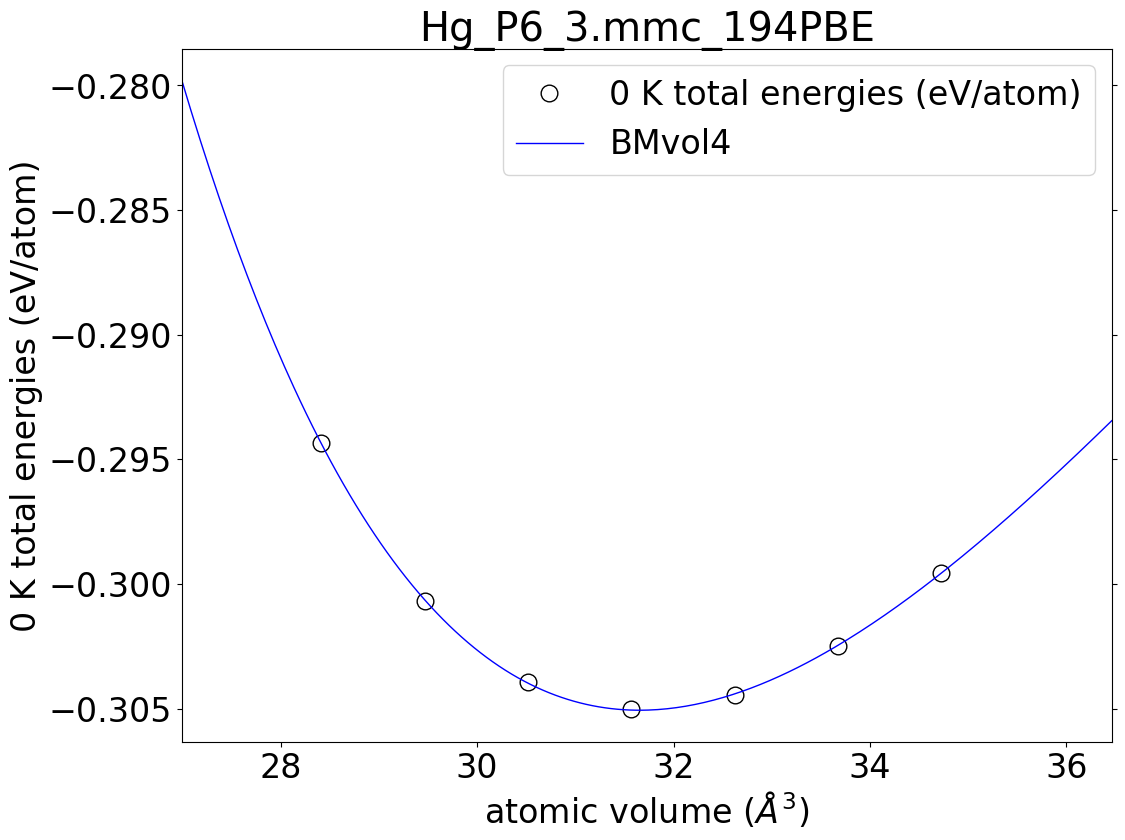 Hg_P6_3.mmc_194PBE
0 K total energies (eV/atom)
BMvol4
0 K total energies (eV/atom)
−0.280
−0.285
−0.290
−0.295
−0.300
−0.305
28 30 32 34 36
atomic volume (Å³)